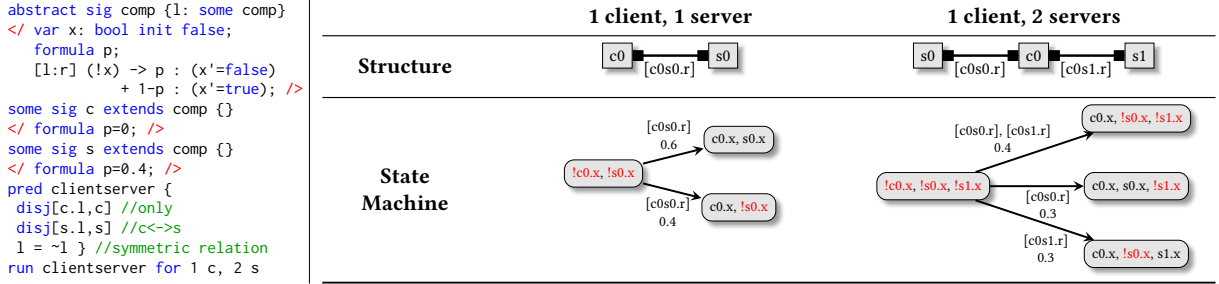 abstract sig comp {l: some comp}
</ var x: bool init false;
formula p;
[l:r] (!x) -> p : (x'=false)
+ 1-p : (x'=true); />
some sig c extends comp {}
</ formula p=0; />
some sig s extends comp {}
</ formula p=0.4; />
pred clientserver {
disj[c.l,c] //only
disj[s.l,s] //c<->s
l = ~l } //symmetric relation
run clientserver for 1 c, 2 s
1 client, 1 server
1 client, 2 servers
Structure
c0
s0
[c0s0.r]
s0
c0
s1
[c0s0.r]
[c0s1.r]
State
Machine
!c0.x, !s0.x
[c0s0.r]
0.6
c0.x, s0.x
[c0s0.r]
0.4
c0.x, !s0.x
!c0.x, !s0.x, !s1.x
[c0s0.r], [c0s1.r]
0.4
c0.x, !s0.x, !s1.x
[c0s0.r]
0.3
c0.x, s0.x, !s1.x
[c0s1.r]
0.3
c0.x, !s0.x, s1.x